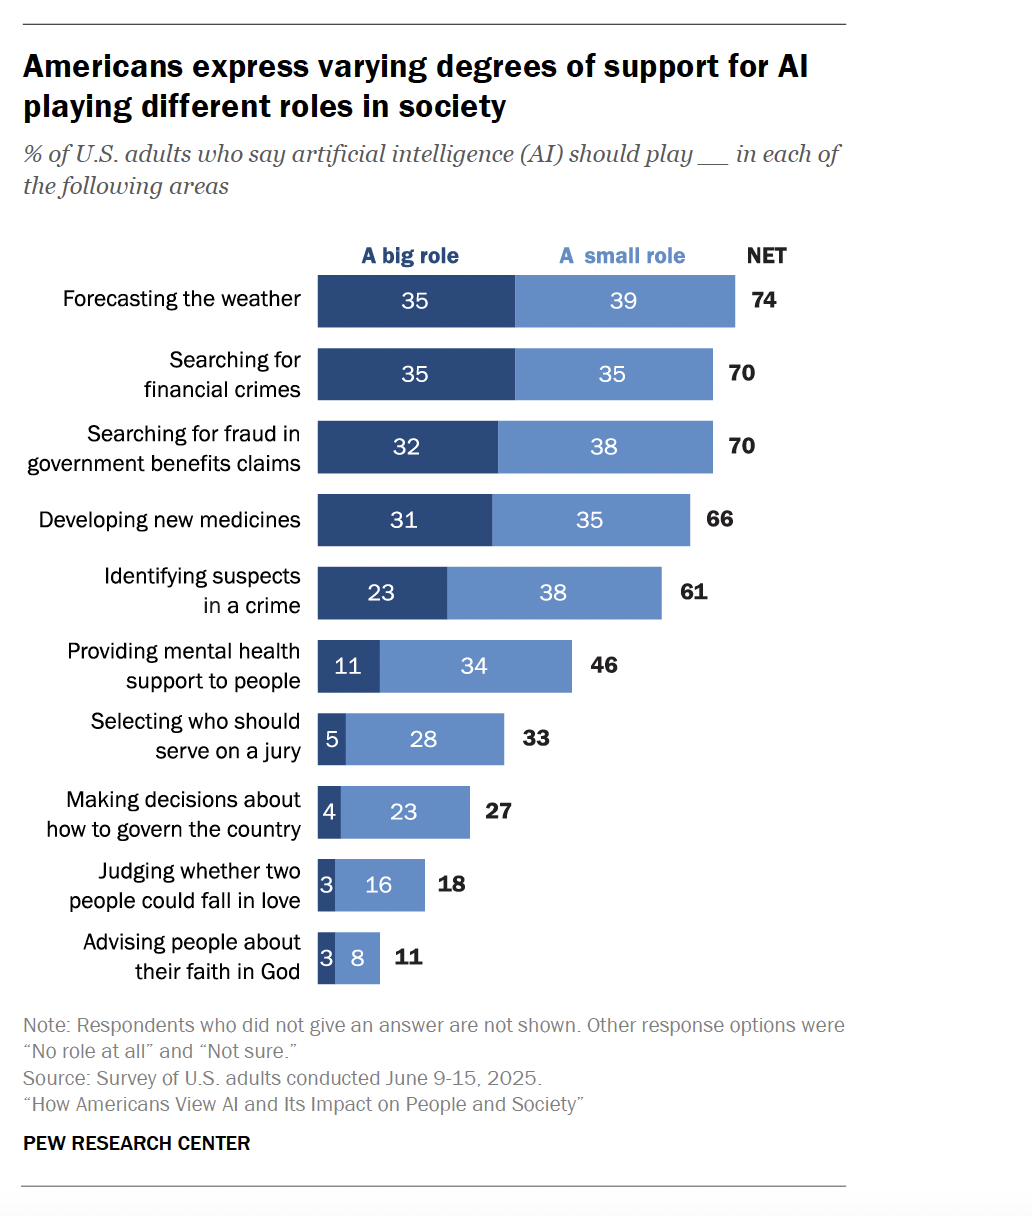 Americans express varying degrees of support for AI
playing different roles in society
% of U.S. adults who say artificial intelligence (AI) should play __ in each of
the following areas
A big role A small role NET
Forecasting the weather 35 39 74
Searching for
financial crimes 35 35 70
Searching for fraud in
government benefits claims 32 38 70
Developing new medicines 31 35 66
Identifying suspects
in a crime 23 38 61
Providing mental health
support to people 11 34 46
Selecting who should
serve on a jury 5 28 33
Making decisions about
how to govern the country 4 23 27
Judging whether two
people could fall in love 3 16 18
Advising people about
their faith in God 3 8 11
Note: Respondents who did not give an answer are not shown. Other response options were
“No role at all” and “Not sure.”
Source: Survey of U.S. adults conducted June 9-15, 2025.
“How Americans View AI and Its Impact on People and Society”
PEW RESEARCH CENTER